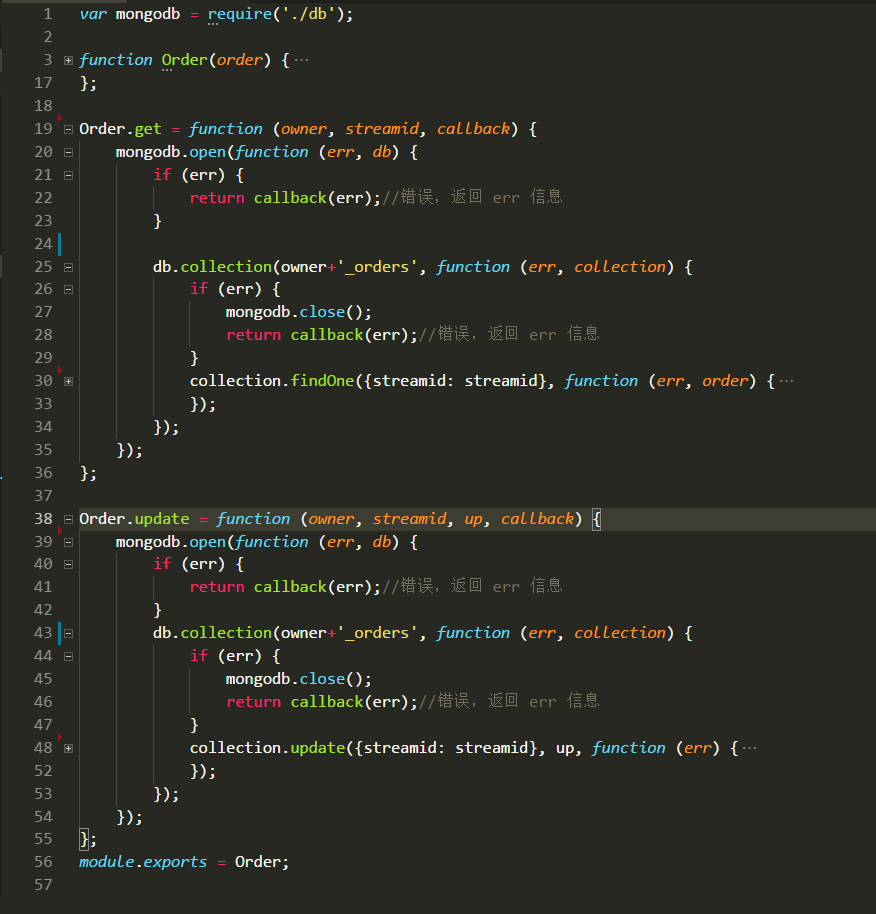 1 var mongodb = require('./db');
2
3 function Order(order) {···
17 };
18
19 Order.get = function (owner, streamid, callback) {
20     mongodb.open(function (err, db) {
21         if (err) {
22             return callback(err);//错误，返回 err 信息
23         }
24
25         db.collection(owner+'_orders', function (err, collection) {
26             if (err) {
27                 mongodb.close();
28                 return callback(err);//错误，返回 err 信息
29             }
30             collection.findOne({streamid: streamid}, function (err, order) {···
33             });
34         });
35     });
36 };
37
38 Order.update = function (owner, streamid, up, callback) {
39     mongodb.open(function (err, db) {
40         if (err) {
41             return callback(err);//错误，返回 err 信息
42         }
43         db.collection(owner+'_orders', function (err, collection) {
44             if (err) {
45                 mongodb.close();
46                 return callback(err);//错误，返回 err 信息
47             }
48             collection.update({streamid: streamid}, up, function (err) {···
52             });
53         });
54     });
55 };
56 module.exports = Order;
57